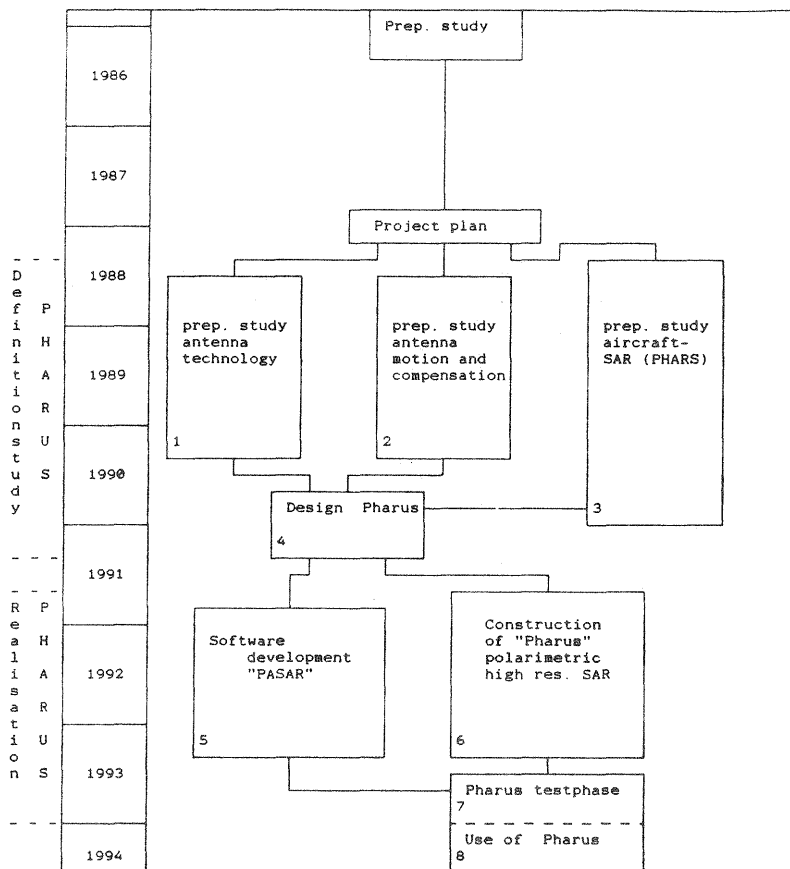 Prep. study
1986
1987
Project plan
1988
Definitionstudy
PHARUS
prep. study
antenna
technology
1
prep. study
antenna
motion and
compensation
2
prep. study
aircraft-
SAR (PHARS)
3
1989
1990
Design Pharus
4
1991
Realisation
PHARUS
Software
development
"PASAR"
5
Construction
of "Pharus"
polarimetric
high res. SAR
6
1992
1993
Pharus testphase
7
Use of Pharus
8
1994